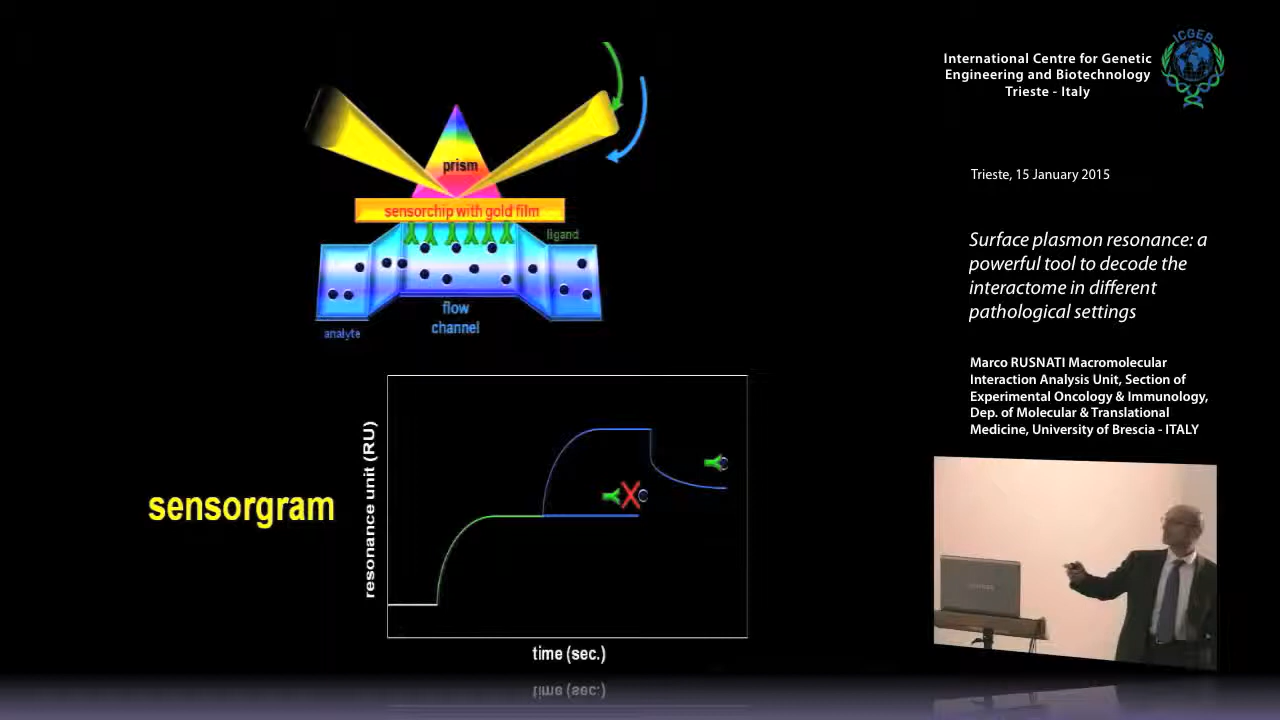 prism
sensorchip with gold film
ligand
flow
channel
analyte
sensorgram
resonance unit (RU)
time (sec.)
time (sec.)
ICGEB
International Centre for Genetic
Engineering and Biotechnology
Trieste - Italy
Trieste, 15 January 2015
Surface plasmon resonance: a
powerful tool to decode the
interactome in different
pathological settings
Marco RUSNATI Macromolecular
Interaction Analysis Unit, Section of
Experimental Oncology & Immunology,
Dep. of Molecular & Translational
Medicine, University of Brescia - ITALY